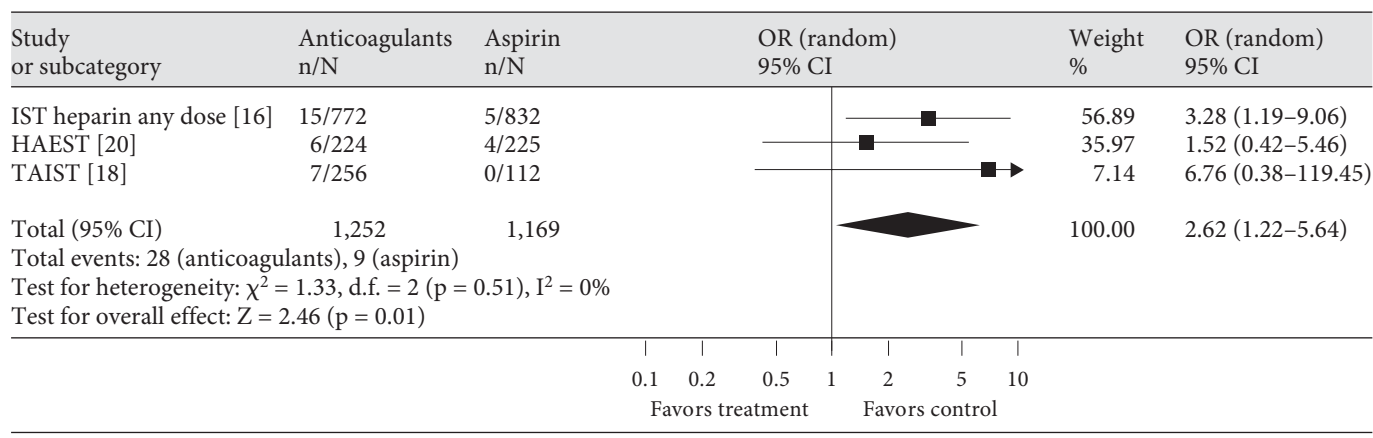 Study Anticoagulants Aspirin OR (random) Weight OR (random)
or subcategory n/N n/N 95% CI % 95% CI
IST heparin any dose [16] 15/772 5/832 56.89 3.28 (1.19–9.06)
HAEST [20] 6/224 4/225 35.97 1.52 (0.42–5.46)
TAIST [18] 7/256 0/112 7.14 6.76 (0.38–119.45)
Total (95% CI) 1,252 1,169 100.00 2.62 (1.22–5.64)
Total events: 28 (anticoagulants), 9 (aspirin)
Test for heterogeneity: χ² = 1.33, d.f. = 2 (p = 0.51), I² = 0%
Test for overall effect: Z = 2.46 (p = 0.01)
0.1 0.2 0.5 1 2 5 10
Favors treatment Favors control